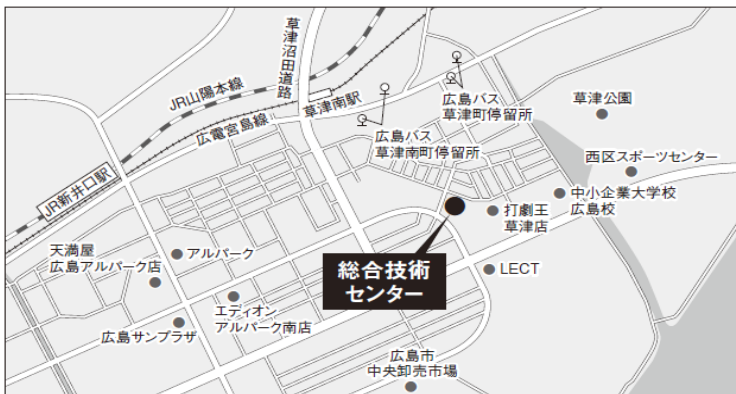 草津沼田道路
JR山陽本線
広電宮島線
草津南駅
広島バス
草津町停留所
広島バス
草津南町停留所
草津公園
西区スポーツセンター
中小企業大学校
広島校
打劇王
草津店
JR新井口駅
天満屋
広島アルパーク店
アルパーク
総合技術
センター
LECT
エディオン
アルパーク南店
広島サンプラザ
広島市
中央卸売市場